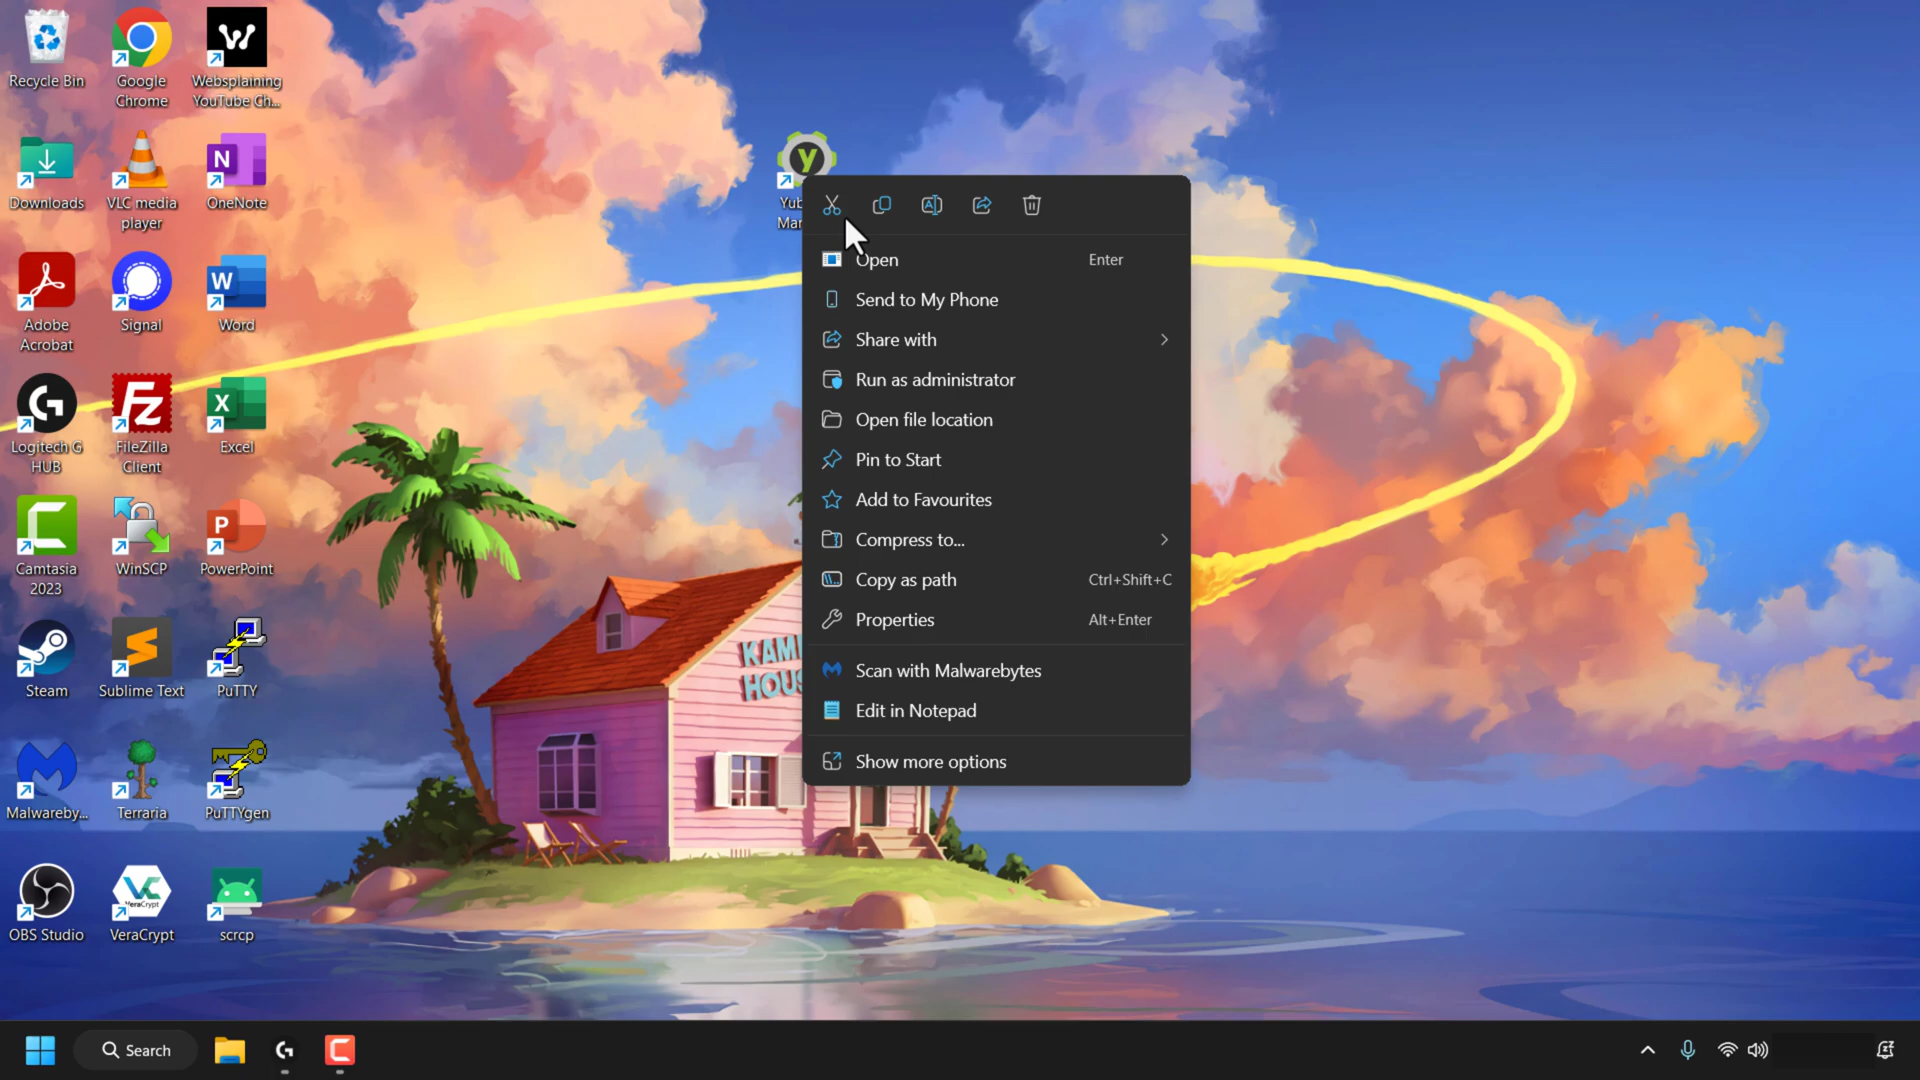 Recycle Bin
Google
Chrome
Websplaining
YouTube Ch...
Downloads
VLC media
player
OneNote
Adobe
Acrobat
Signal
Word
Logitech G
HUB
FileZilla
Client
Excel
Camtasia
2023
WinSCP
PowerPoint
Steam
Sublime Text
PuTTY
Malwareby...
Terraria
PuTTYgen
OBS Studio
VeraCrypt
scrcp
Yub
Man
Open Enter
Send to My Phone
Share with
Run as administrator
Open file location
Pin to Start
Add to Favourites
Compress to...
Copy as path Ctrl+Shift+C
Properties Alt+Enter
Scan with Malwarebytes
Edit in Notepad
Show more options
KAM
HOUS
Search